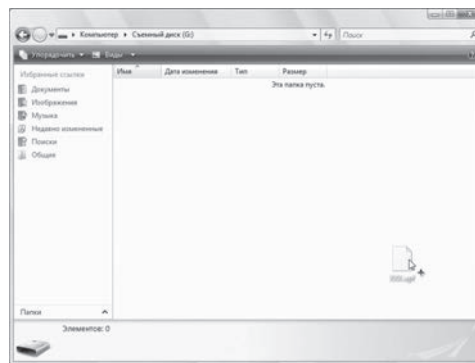 Компьютер ▸ Съемный диск (G:) Поиск
Упорядочить Виды
Избранные ссылки Имя Дата изменения Тип Размер
Эта папка пуста.
Документы
Изображения
Музыка
Недавно измененные
Поиски
Общие
Папки
Элементов: 0